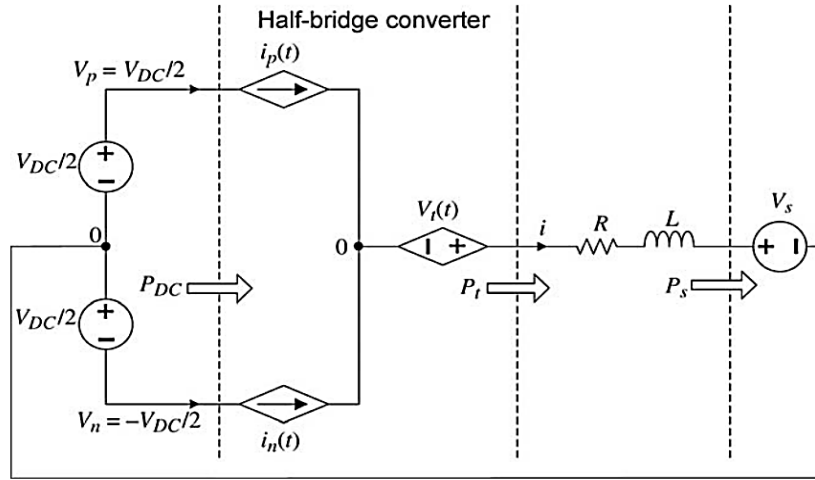 Half-bridge converter
V_p = V_DC/2
i_p(t)
V_DC/2
+
−
0
V_t(t)
− +
0
i
R
L
V_s
+ −
P_DC
P_t
P_s
V_DC/2
+
−
V_n = −V_DC/2
i_n(t)